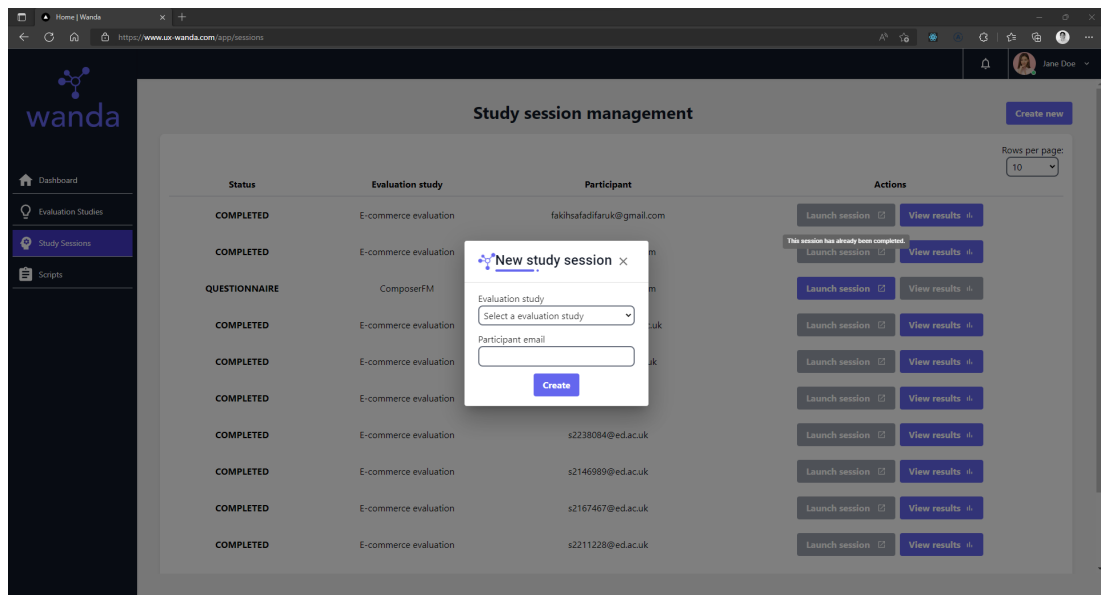 Home | Wanda
https://www.ux-wanda.com/app/sessions
Jane Doe
wanda
Study session management
Create new
Rows per page:
10
Dashboard
Evaluation Studies
Study Sessions
Scripts
Status Evaluation study Participant Actions
COMPLETED E-commerce evaluation fakihsafadifaruk@gmail.com Launch session View results
This session has already been completed.
COMPLETED E-commerce evaluation m Launch session View results
QUESTIONNAIRE ComposerFM m Launch session View results
COMPLETED E-commerce evaluation .uk Launch session View results
COMPLETED E-commerce evaluation uk Launch session View results
COMPLETED E-commerce evaluation Launch session View results
COMPLETED E-commerce evaluation s2238084@ed.ac.uk Launch session View results
COMPLETED E-commerce evaluation s2146989@ed.ac.uk Launch session View results
COMPLETED E-commerce evaluation s2167467@ed.ac.uk Launch session View results
COMPLETED E-commerce evaluation s2211228@ed.ac.uk Launch session View results
New study session
Evaluation study
Select a evaluation study
Participant email
Create